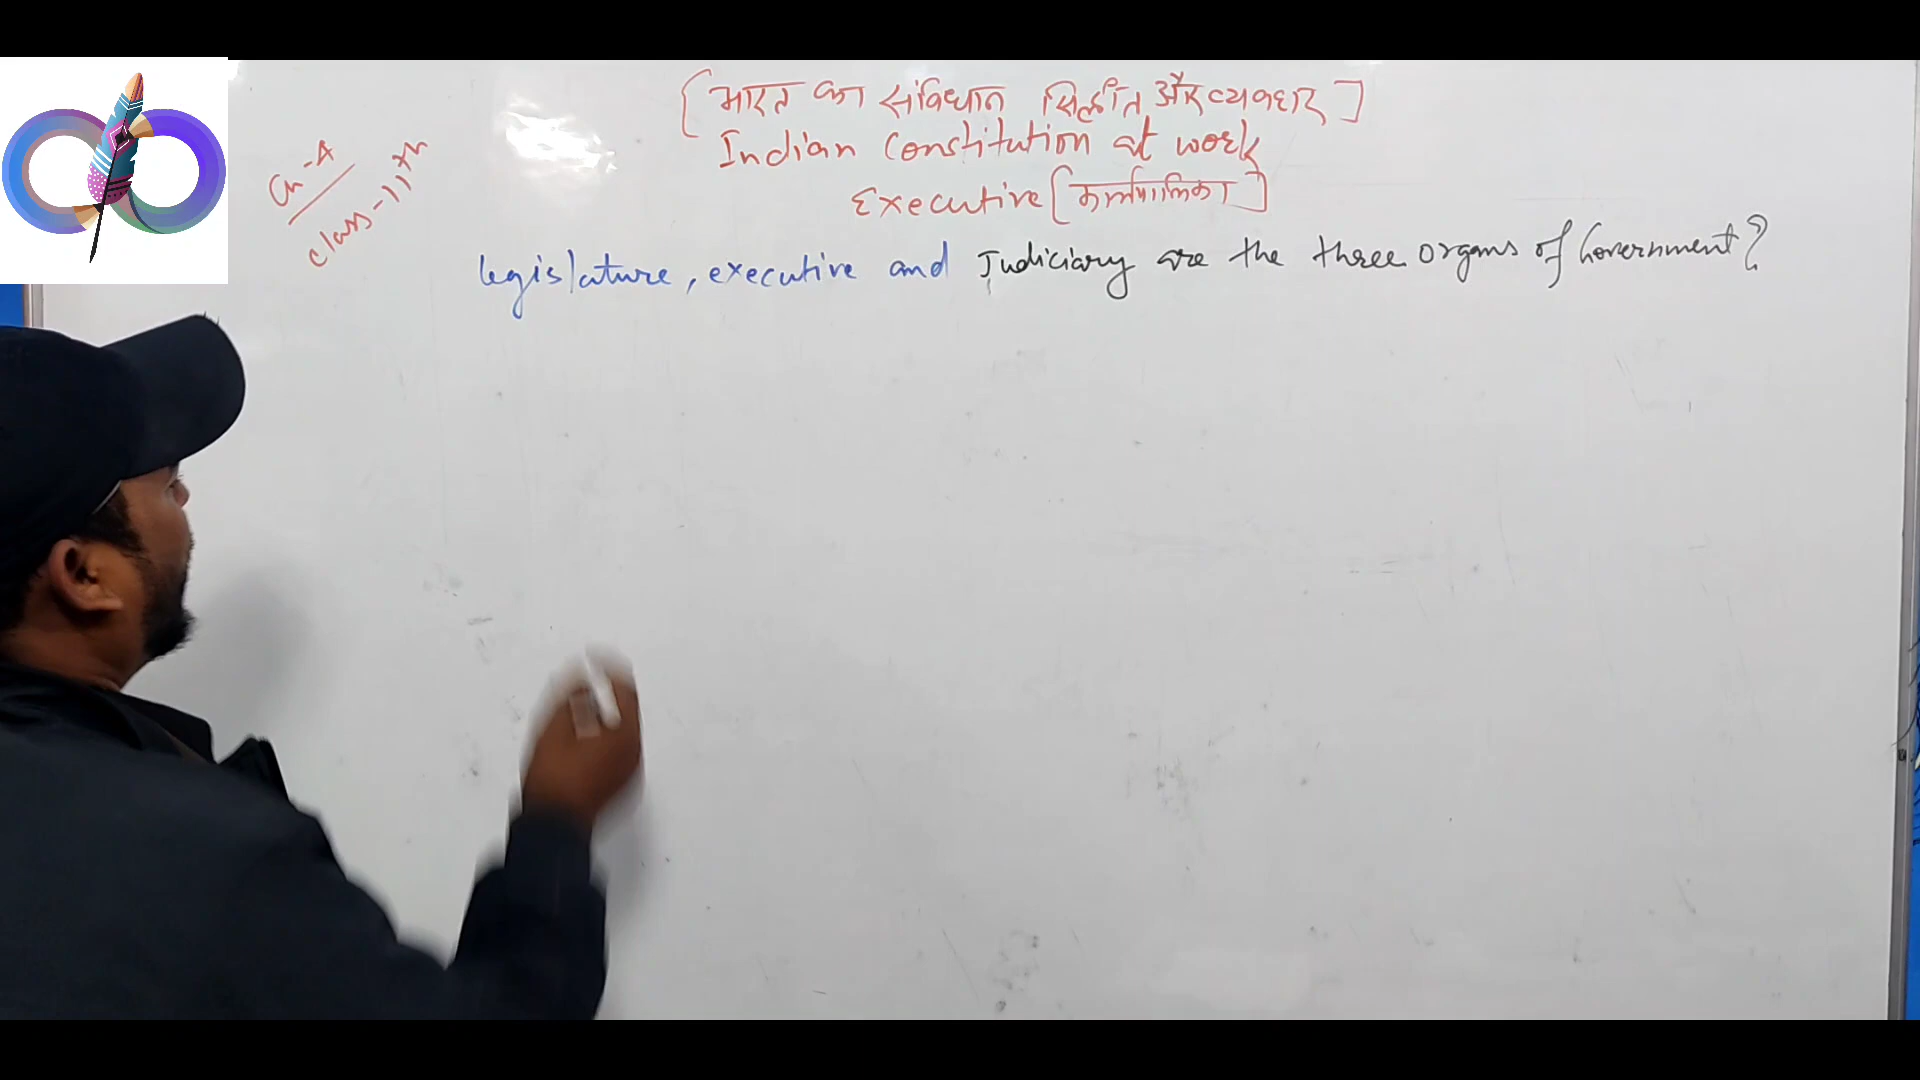 [भारत का संविधान सिद्धांत और व्यवहार]
Indian Constitution at work
Executive [कार्यपालिका]
Ch-4
Class-11th
legislature, executive and Judiciary are the three organs of Government?